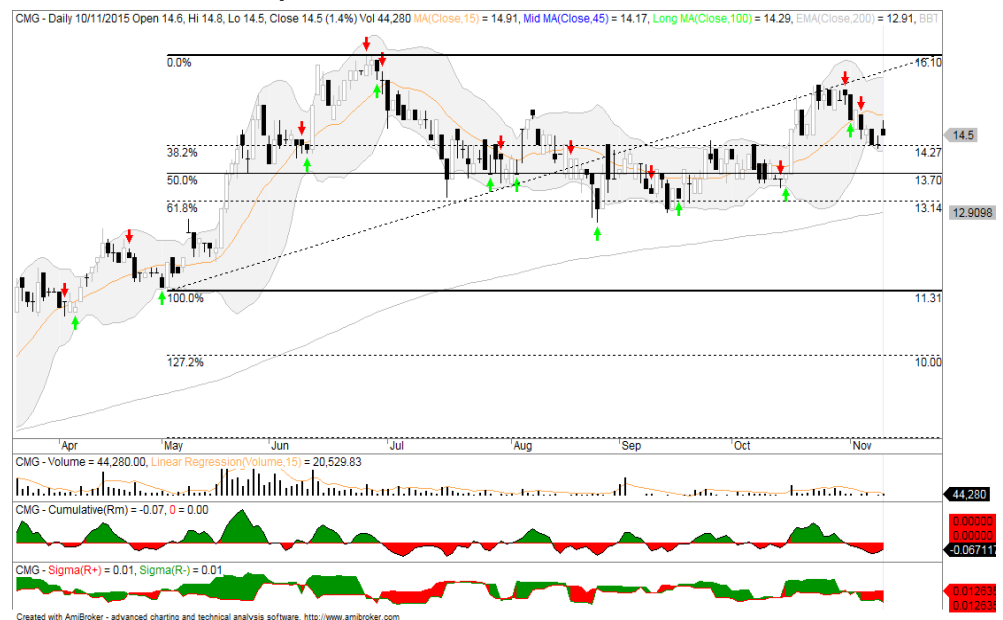 CMG - Daily 10/11/2015 Open 14.6, Hi 14.8, Lo 14.5, Close 14.5 (1.4%) Vol 44,280 MA(Close,15) = 14.91, Mid MA(Close,45) = 14.17, Long MA(Close,100) = 14.29, EMA(Close,200) = 12.91, BBT
0.0% 16.10
14.5
38.2% 14.27
50.0% 13.70
61.8% 13.14
12.9098
100.0% 11.31
127.2% 10.00
Apr May Jun Jul Aug Sep Oct Nov
CMG - Volume = 44,280.00, Linear Regression(Volume,15) = 20,529.83
44,280
CMG - Cumulative(Rm) = -0.07, 0 = 0.00
0.00000
0.00000
-0.067117
CMG - Sigma(R+) = 0.01, Sigma(R-) = 0.01
0.012635
0.012635
Created with AmiBroker - advanced charting and technical analysis software. http://www.amibroker.com